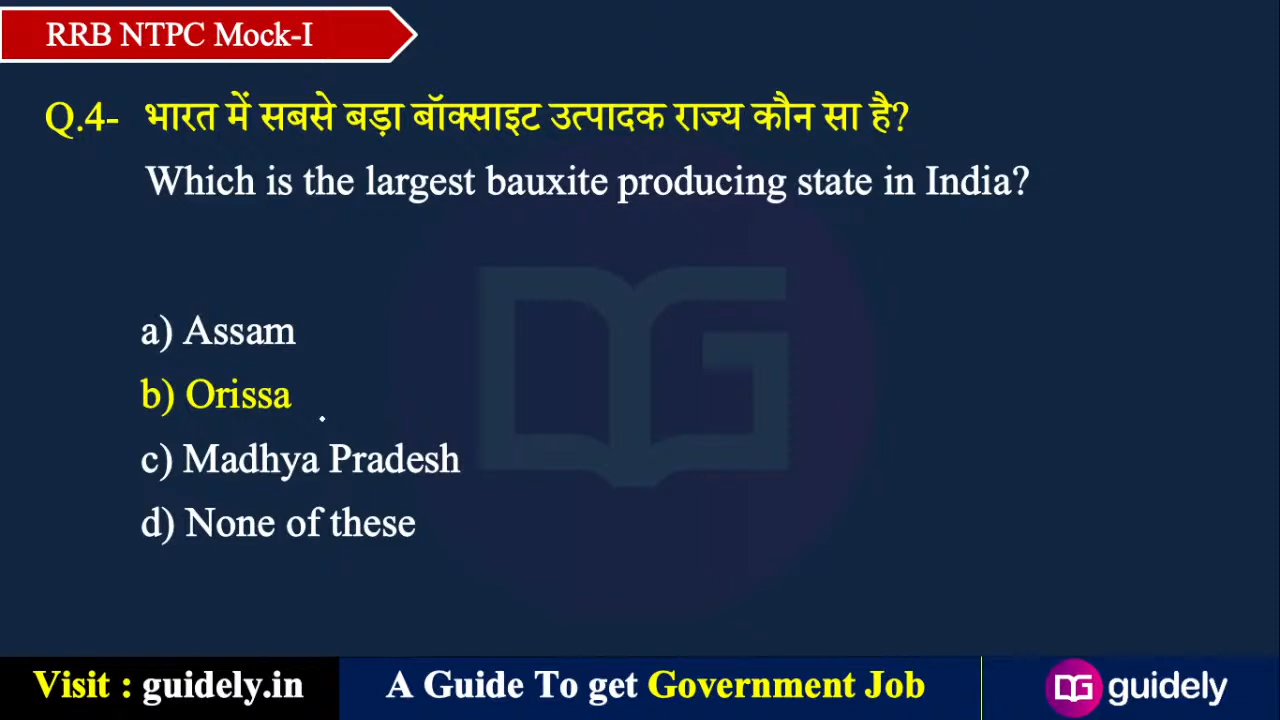 RRB NTPC Mock-I
Q.4- भारत में सबसे बड़ा बॉक्साइट उत्पादक राज्य कौन सा है?
Which is the largest bauxite producing state in India?
a) Assam
b) Orissa
c) Madhya Pradesh
d) None of these
Visit : guidely.in
A Guide To get Government Job
guidely